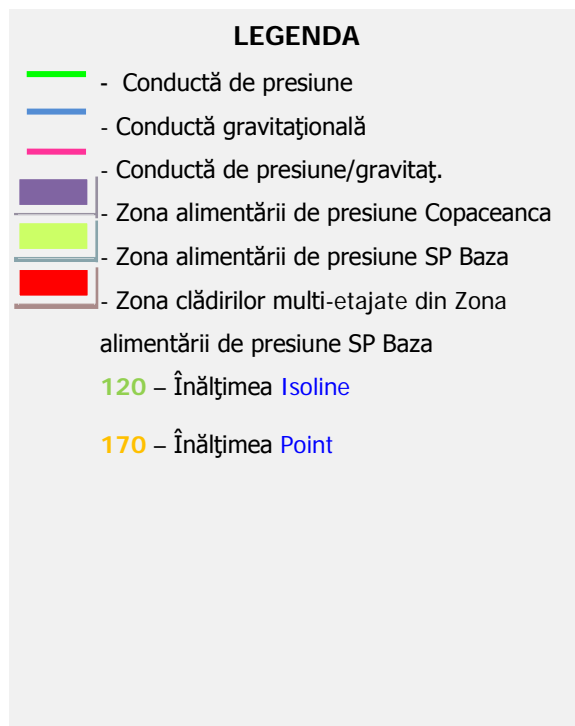 LEGENDA
- Conductă de presiune
- Conductă gravitaţională
- Conductă de presiune/gravitaţ.
- Zona alimentării de presiune Copaceanca
- Zona alimentării de presiune SP Baza
- Zona clădirilor multi-etajate din Zona
alimentării de presiune SP Baza
120 – Înălţimea Isoline
170 – Înălţimea Point